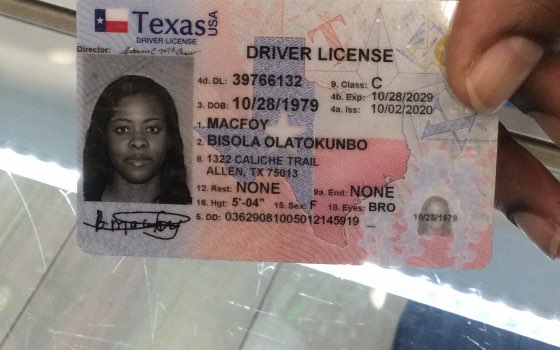 Texas USA
DRIVER LICENSE
Director:
DRIVER LICENSE
4d. DL: 39766132 9. Class: C
3. DOB: 10/28/1979 4b. Exp: 10/28/2029
4a. Iss: 10/02/2020
1. MACFOY
2. BISOLA OLATOKUNBO
8. 1322 CALICHE TRAIL
ALLEN, TX 75013
12. Rest: NONE 9a. End: NONE
16. Hgt: 5'-04" 15. Sex: F 18. Eyes: BRO
5. DD: 03629081005012145919
10/28/1979